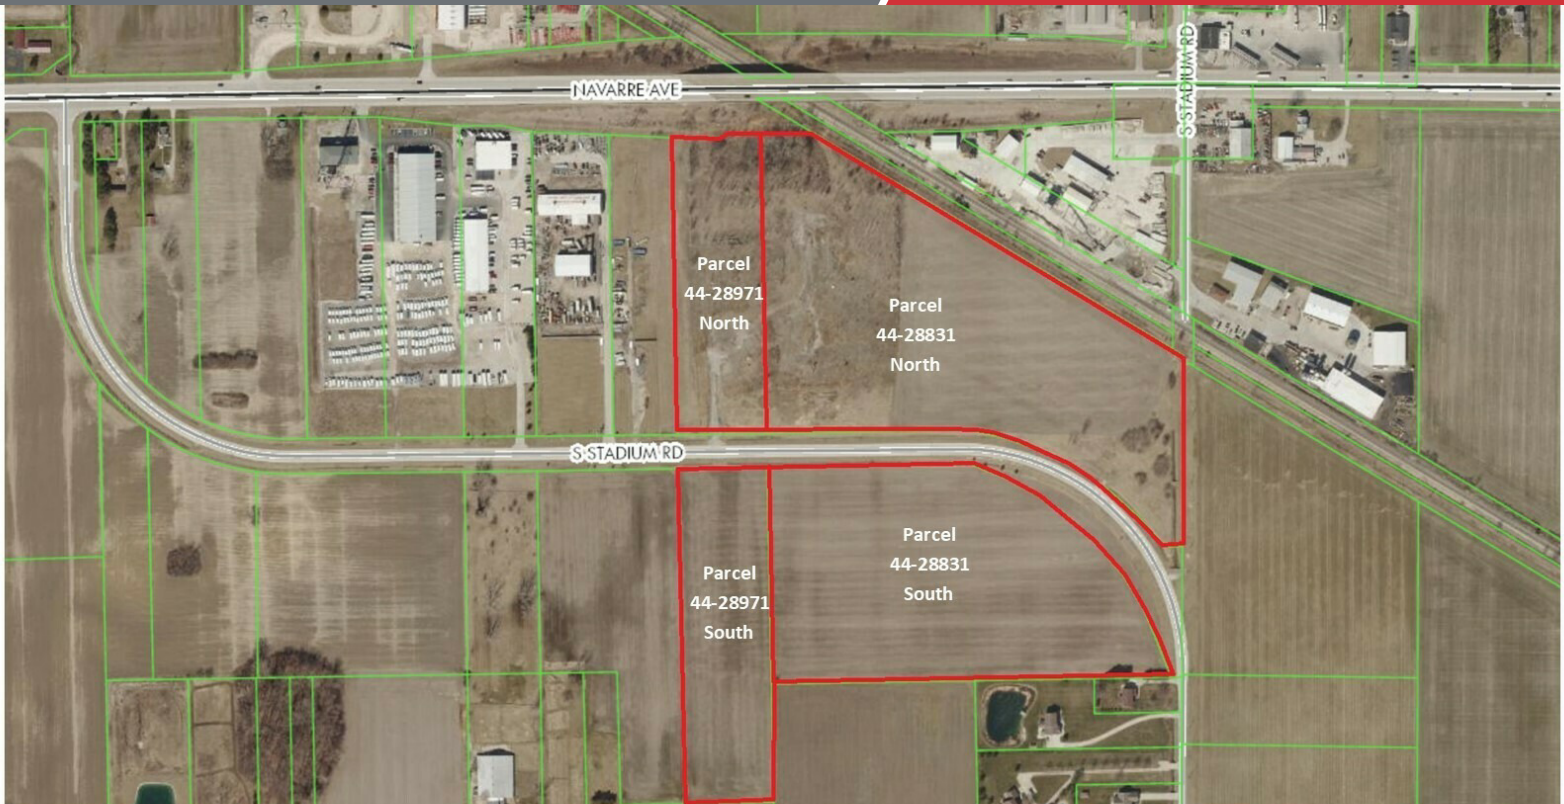 NAVARRE AVE
S STADIUM RD
Parcel
44-28971
North
Parcel
44-28831
North
S STADIUM RD
Parcel
44-28831
South
Parcel
44-28971
South